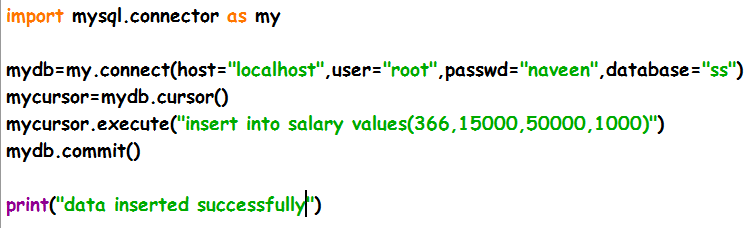 import mysql.connector as my
mydb=my.connect(host="localhost",user="root",passwd="naveen",database="ss")
mycursor=mydb.cursor()
mycursor.execute("insert into salary values(366,15000,50000,1000)")
mydb.commit()
print("data inserted successfully")